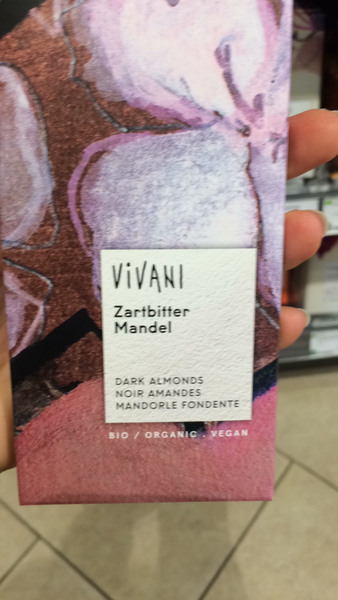 ViVANI
Zartbitter
Mandel
DARK ALMONDS
NOIR AMANDES
MANDORLE FONDENTE
BIO / ORGANIC . VEGAN